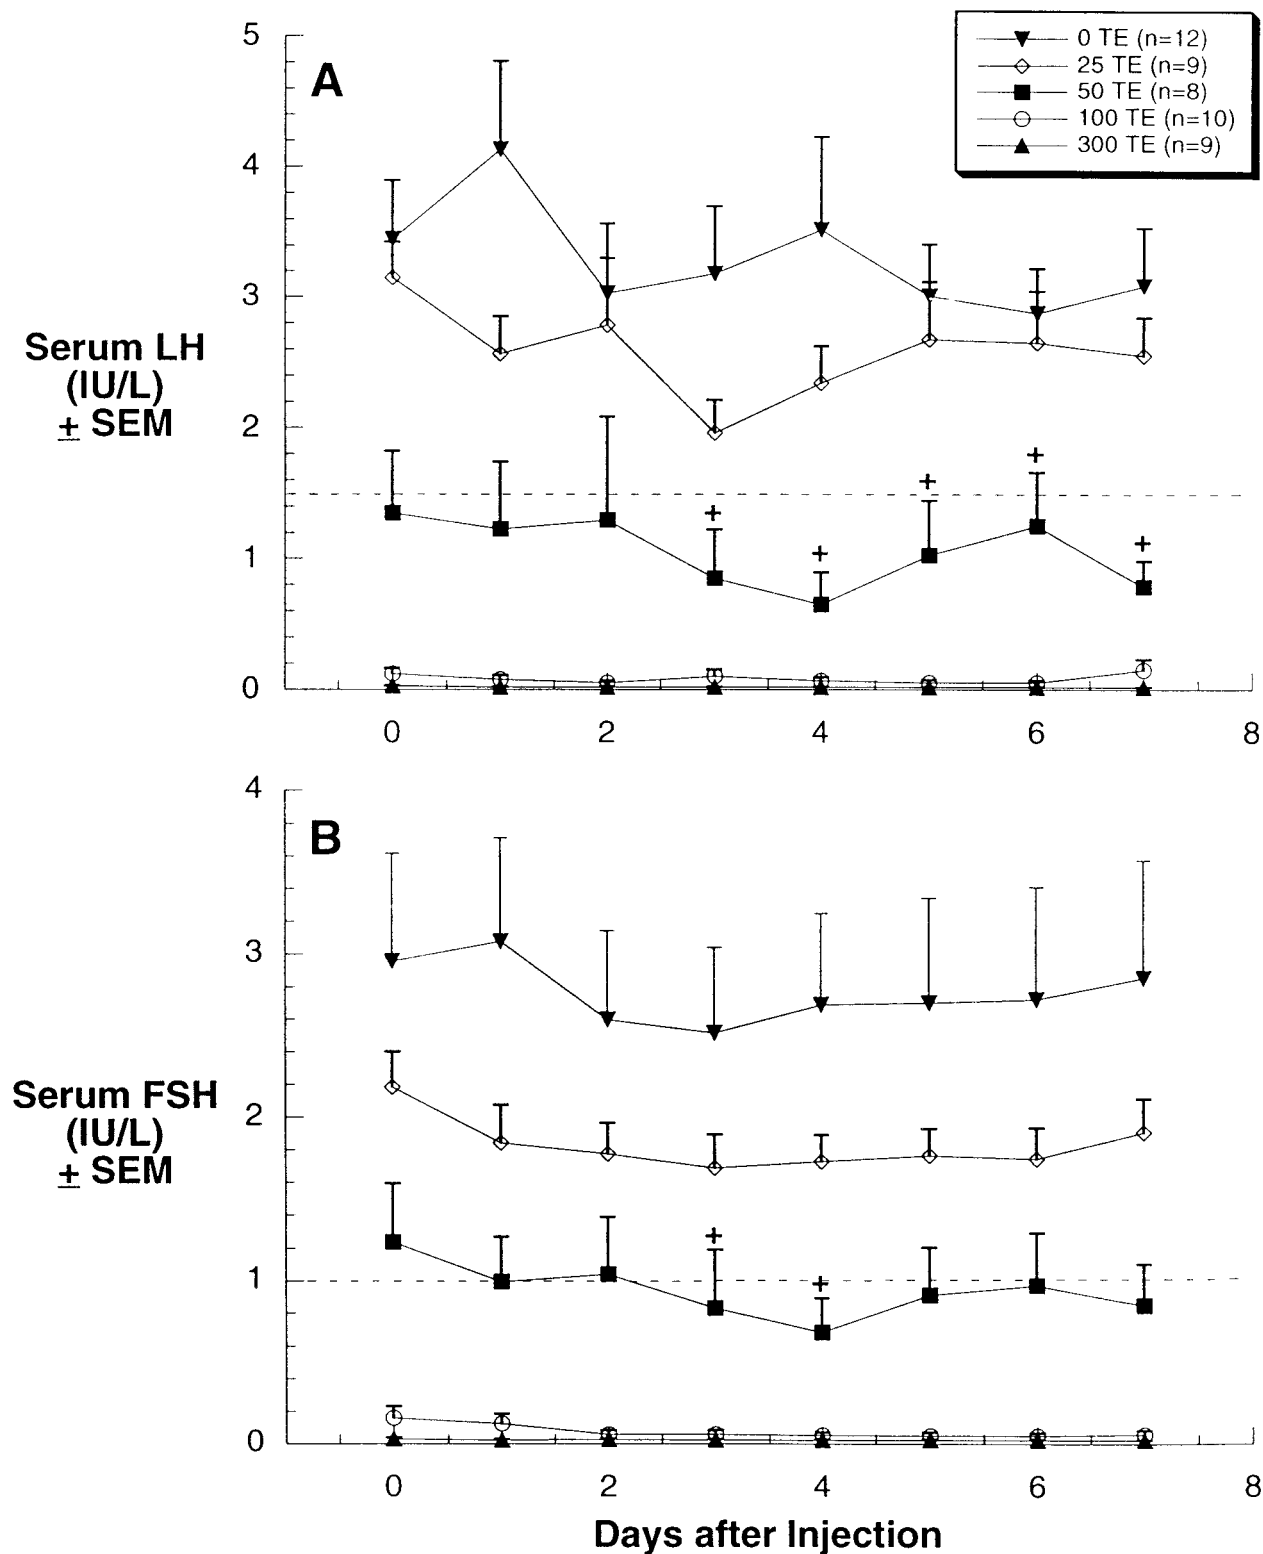 5
A
0 TE (n=12)
25 TE (n=9)
50 TE (n=8)
100 TE (n=10)
300 TE (n=9)
4
3
Serum LH
(IU/L)
± SEM
2
+
+
+
+
+
1
0
0 2 4 6 8
4
B
3
Serum FSH
(IU/L)
± SEM
2
+
+
1
0
0 2 4 6 8
Days after Injection